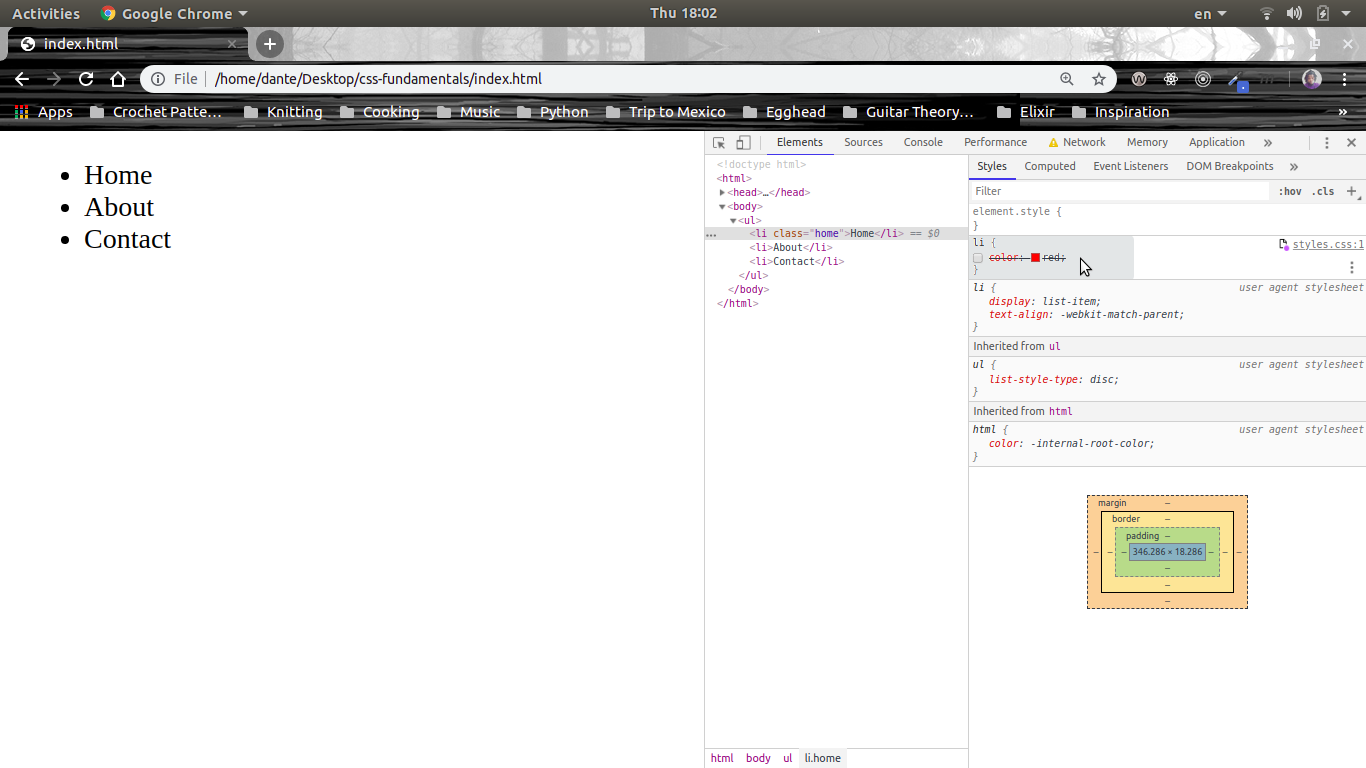 Activities Google Chrome Thu 18:02 en
index.html
File /home/dante/Desktop/css-fundamentals/index.html
Apps Crochet Patte… Knitting Cooking Music Python Trip to Mexico Egghead Guitar Theory… Elixir Inspiration »
• Home
• About
• Contact
Elements Sources Console Performance Network Memory Application »
<!doctype html>
<html>
<head>…</head>
<body>
<ul>
… <li class="home">Home</li> == $0
<li>About</li>
<li>Contact</li>
</ul>
</body>
</html>
html body ul li.home
Styles Computed Event Listeners DOM Breakpoints »
Filter :hov .cls +
element.style {
}
li { styles.css:1
color: red;
}
li { user agent stylesheet
display: list-item;
text-align: -webkit-match-parent;
}
Inherited from ul
ul { user agent stylesheet
list-style-type: disc;
}
Inherited from html
html { user agent stylesheet
color: -internal-root-color;
}
margin –
border –
padding –
– – – 346.286 × 18.286 – – –
–
–
–